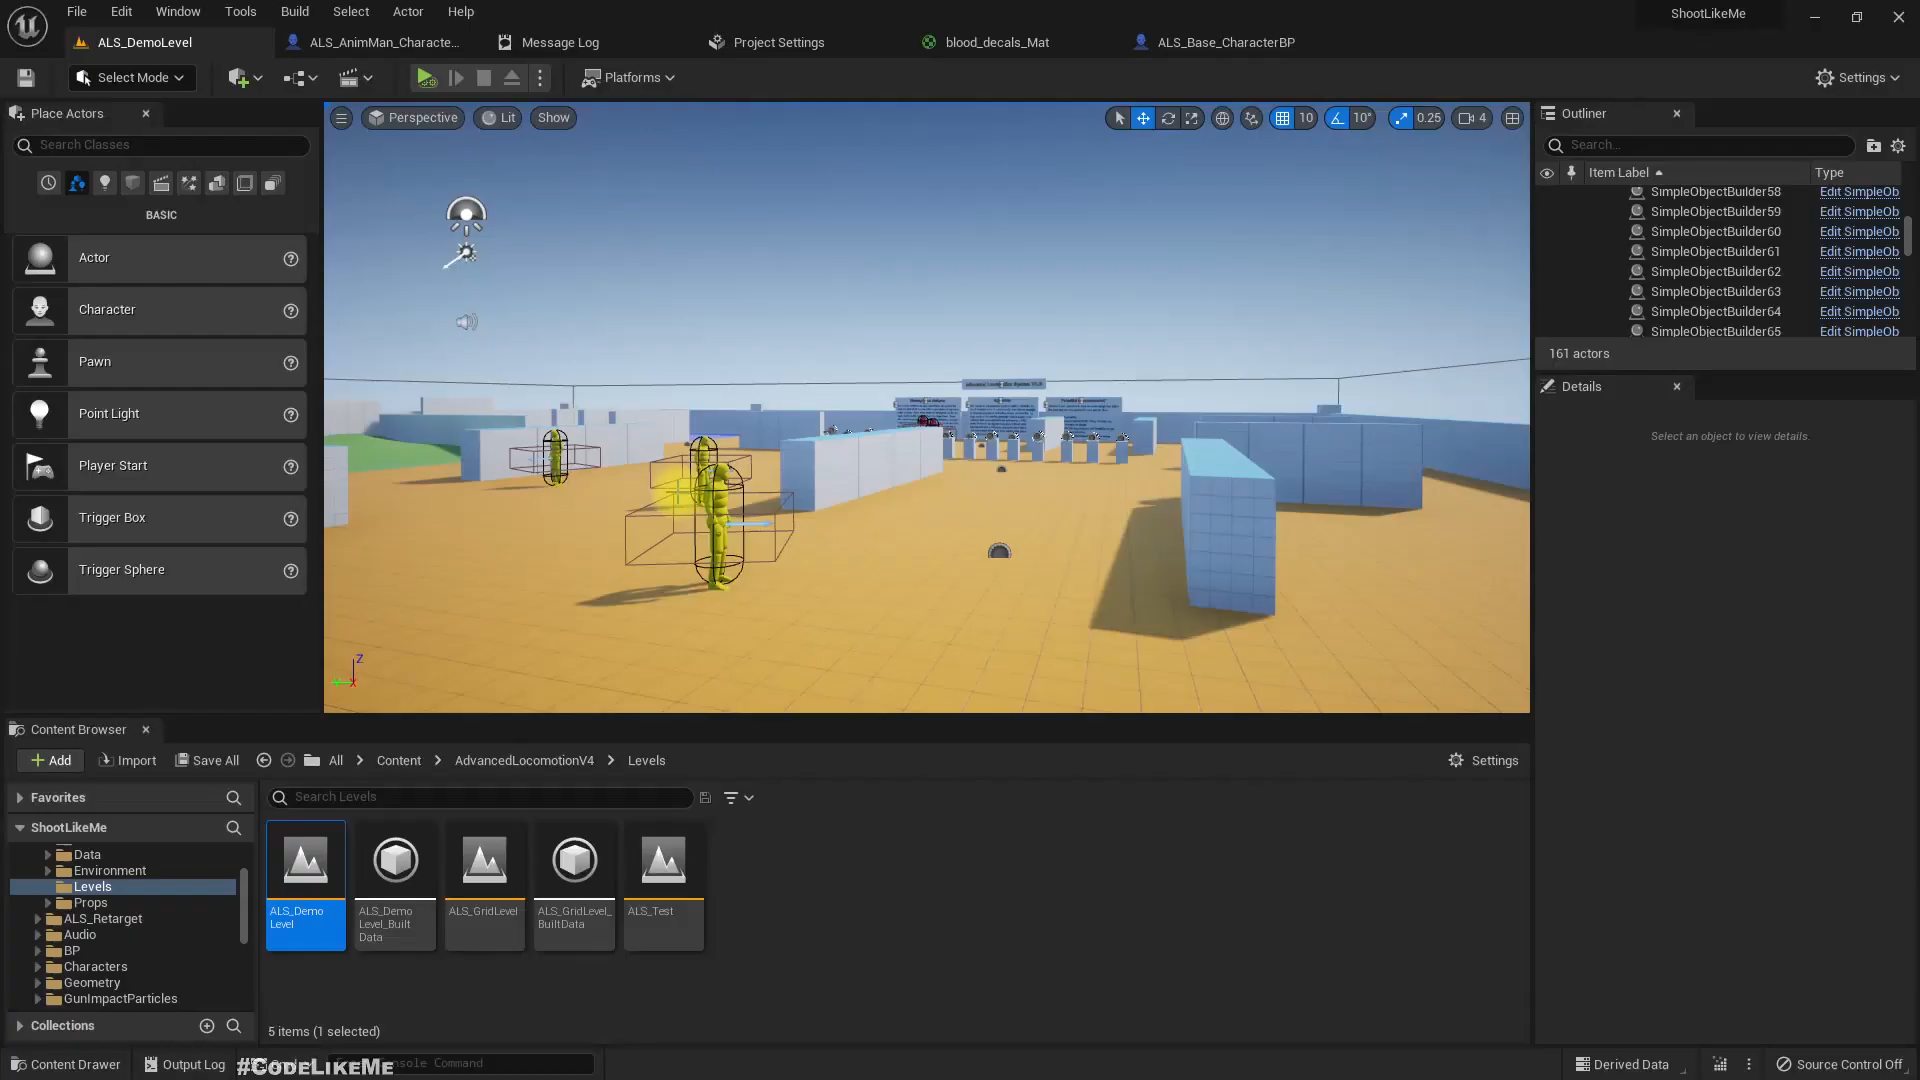 File Edit Window Tools Build Select Actor Help
ShootLikeMe
ALS_DemoLevel
ALS_AnimMan_Characte...
Message Log
Project Settings
blood_decals_Mat
ALS_Base_CharacterBP
Select Mode
Platforms
Settings
Place Actors
Search Classes
BASIC
Actor
Character
Pawn
Point Light
Player Start
Trigger Box
Trigger Sphere
Perspective
Lit
Show
10
10°
0.25
4
Z
Outliner
Search...
Item Label
Type
SimpleObjectBuilder58 Edit SimpleOb
SimpleObjectBuilder59 Edit SimpleOb
SimpleObjectBuilder60 Edit SimpleOb
SimpleObjectBuilder61 Edit SimpleOb
SimpleObjectBuilder62 Edit SimpleOb
SimpleObjectBuilder63 Edit SimpleOb
SimpleObjectBuilder64 Edit SimpleOb
SimpleObjectBuilder65 Edit SimpleOb
161 actors
Details
Select an object to view details.
Content Browser
Add
Import
Save All
All
Content
AdvancedLocomotionV4
Levels
Settings
Favorites
ShootLikeMe
Data
Environment
Levels
Props
ALS_Retarget
Audio
BP
Characters
Geometry
GunImpactParticles
Collections
Search Levels
ALS_Demo
Level
ALS_Demo
Level_Built
Data
ALS_GridLevel
ALS_GridLevel_
BuiltData
ALS_Test
5 items (1 selected)
Content Drawer
Output Log
#CodeLikeMe
Console Command
Derived Data
Source Control Off